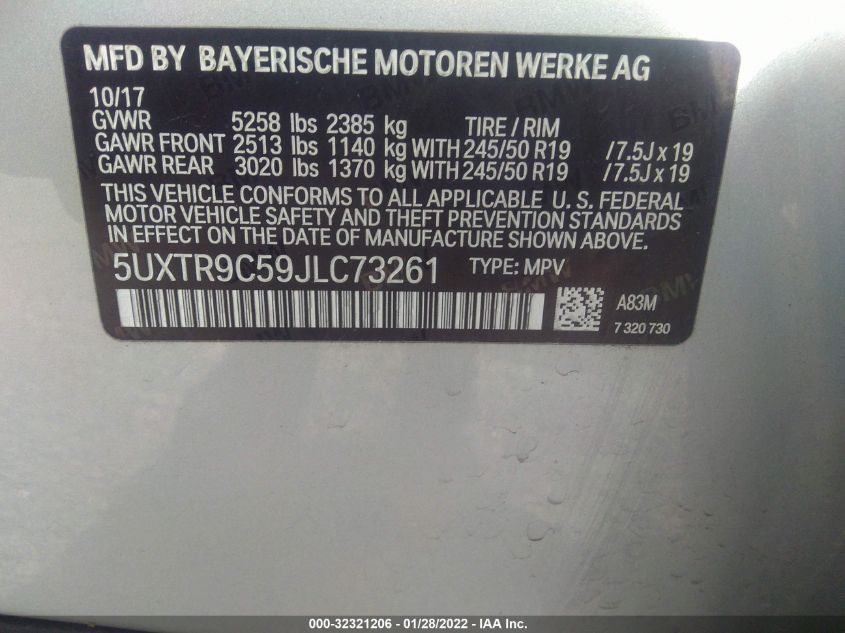 MFD BY BAYERISCHE MOTOREN WERKE AG
10/17
GVWR 5258 lbs 2385 kg TIRE / RIM
GAWR FRONT 2513 lbs 1140 kg WITH 245/50 R19 /7.5J x 19
GAWR REAR 3020 lbs 1370 kg WITH 245/50 R19 /7.5J x 19
THIS VEHICLE CONFORMS TO ALL APPLICABLE U. S. FEDERAL
MOTOR VEHICLE SAFETY AND THEFT PREVENTION STANDARDS
IN EFFECT ON THE DATE OF MANUFACTURE SHOWN ABOVE.
5UXTR9C59JLC73261 TYPE: MPV
A83M
7 320 730
000-32321206 - 01/28/2022 - IAA Inc.